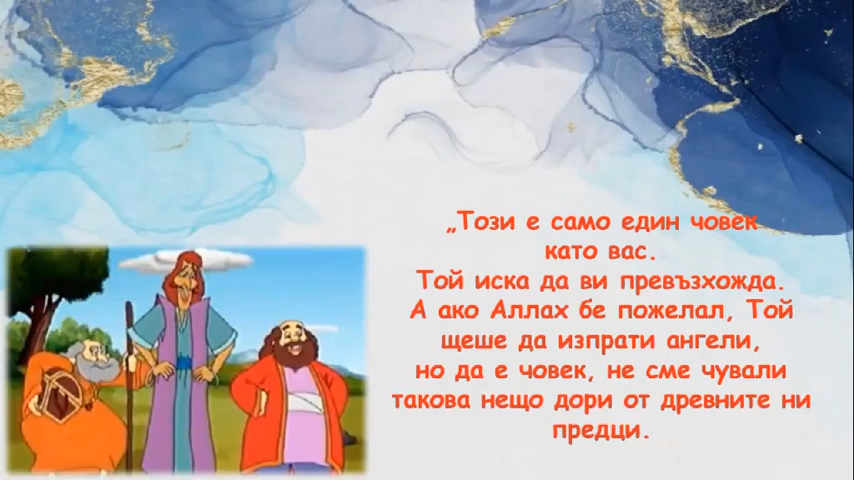 „Този е само един човек
като вас.
Той иска да ви превъзхожда.
А ако Аллах бе пожелал, Той
щеше да изпрати ангели,
но да е човек, не сме чували
такова нещо дори от древните ни
предци.